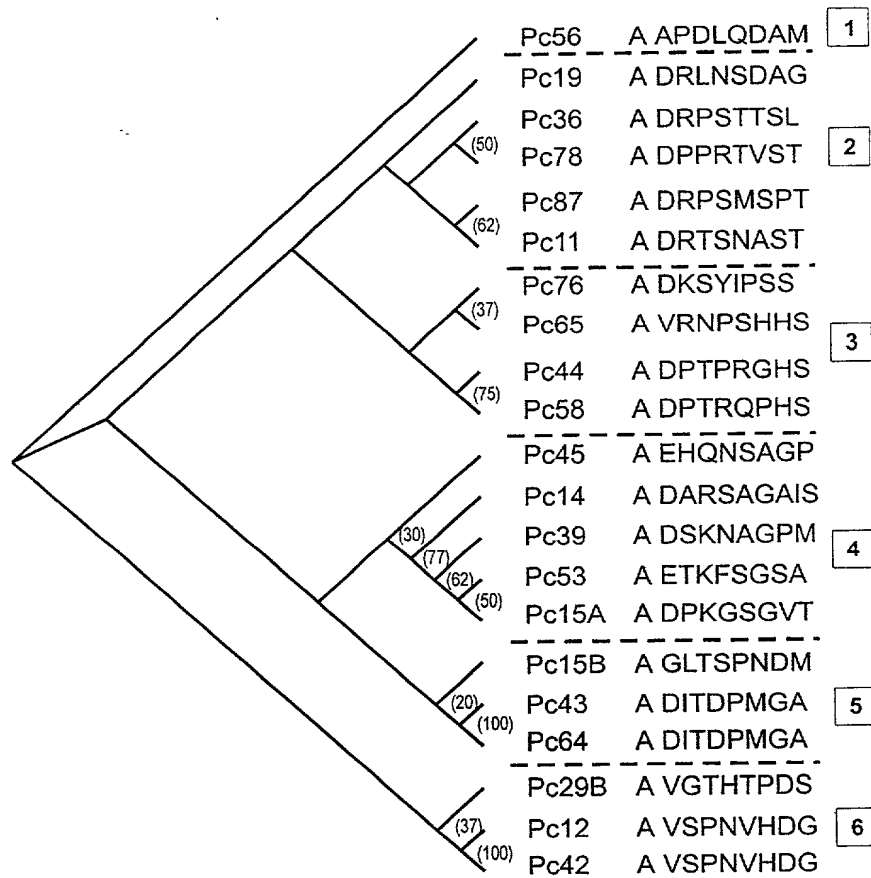 Pc56 A APDLQDAM 1
Pc19 A DRLNSDAG
Pc36 A DRPSTTSL
(50)
Pc78 A DPPRTVST 2
Pc87 A DRPSMSPT
(62)
Pc11 A DRTSNAST
Pc76 A DKSYIPSS
(37)
Pc65 A VRNPSHHS 3
Pc44 A DPTPRGHS
(75)
Pc58 A DPTRQPHS
Pc45 A EHQNSAGP
Pc14 A DARSAGAIS
(30)
Pc39 A DSKNAGPM 4
(77)
(62)
Pc53 A ETKFSGSA
(50)
Pc15A A DPKGSGVT
Pc15B A GLTSPNDM
(20)
Pc43 A DITDPMGA 5
(100)
Pc64 A DITDPMGA
Pc29B A VGTHTPDS
(37)
Pc12 A VSPNVHDG 6
(100)
Pc42 A VSPNVHDG